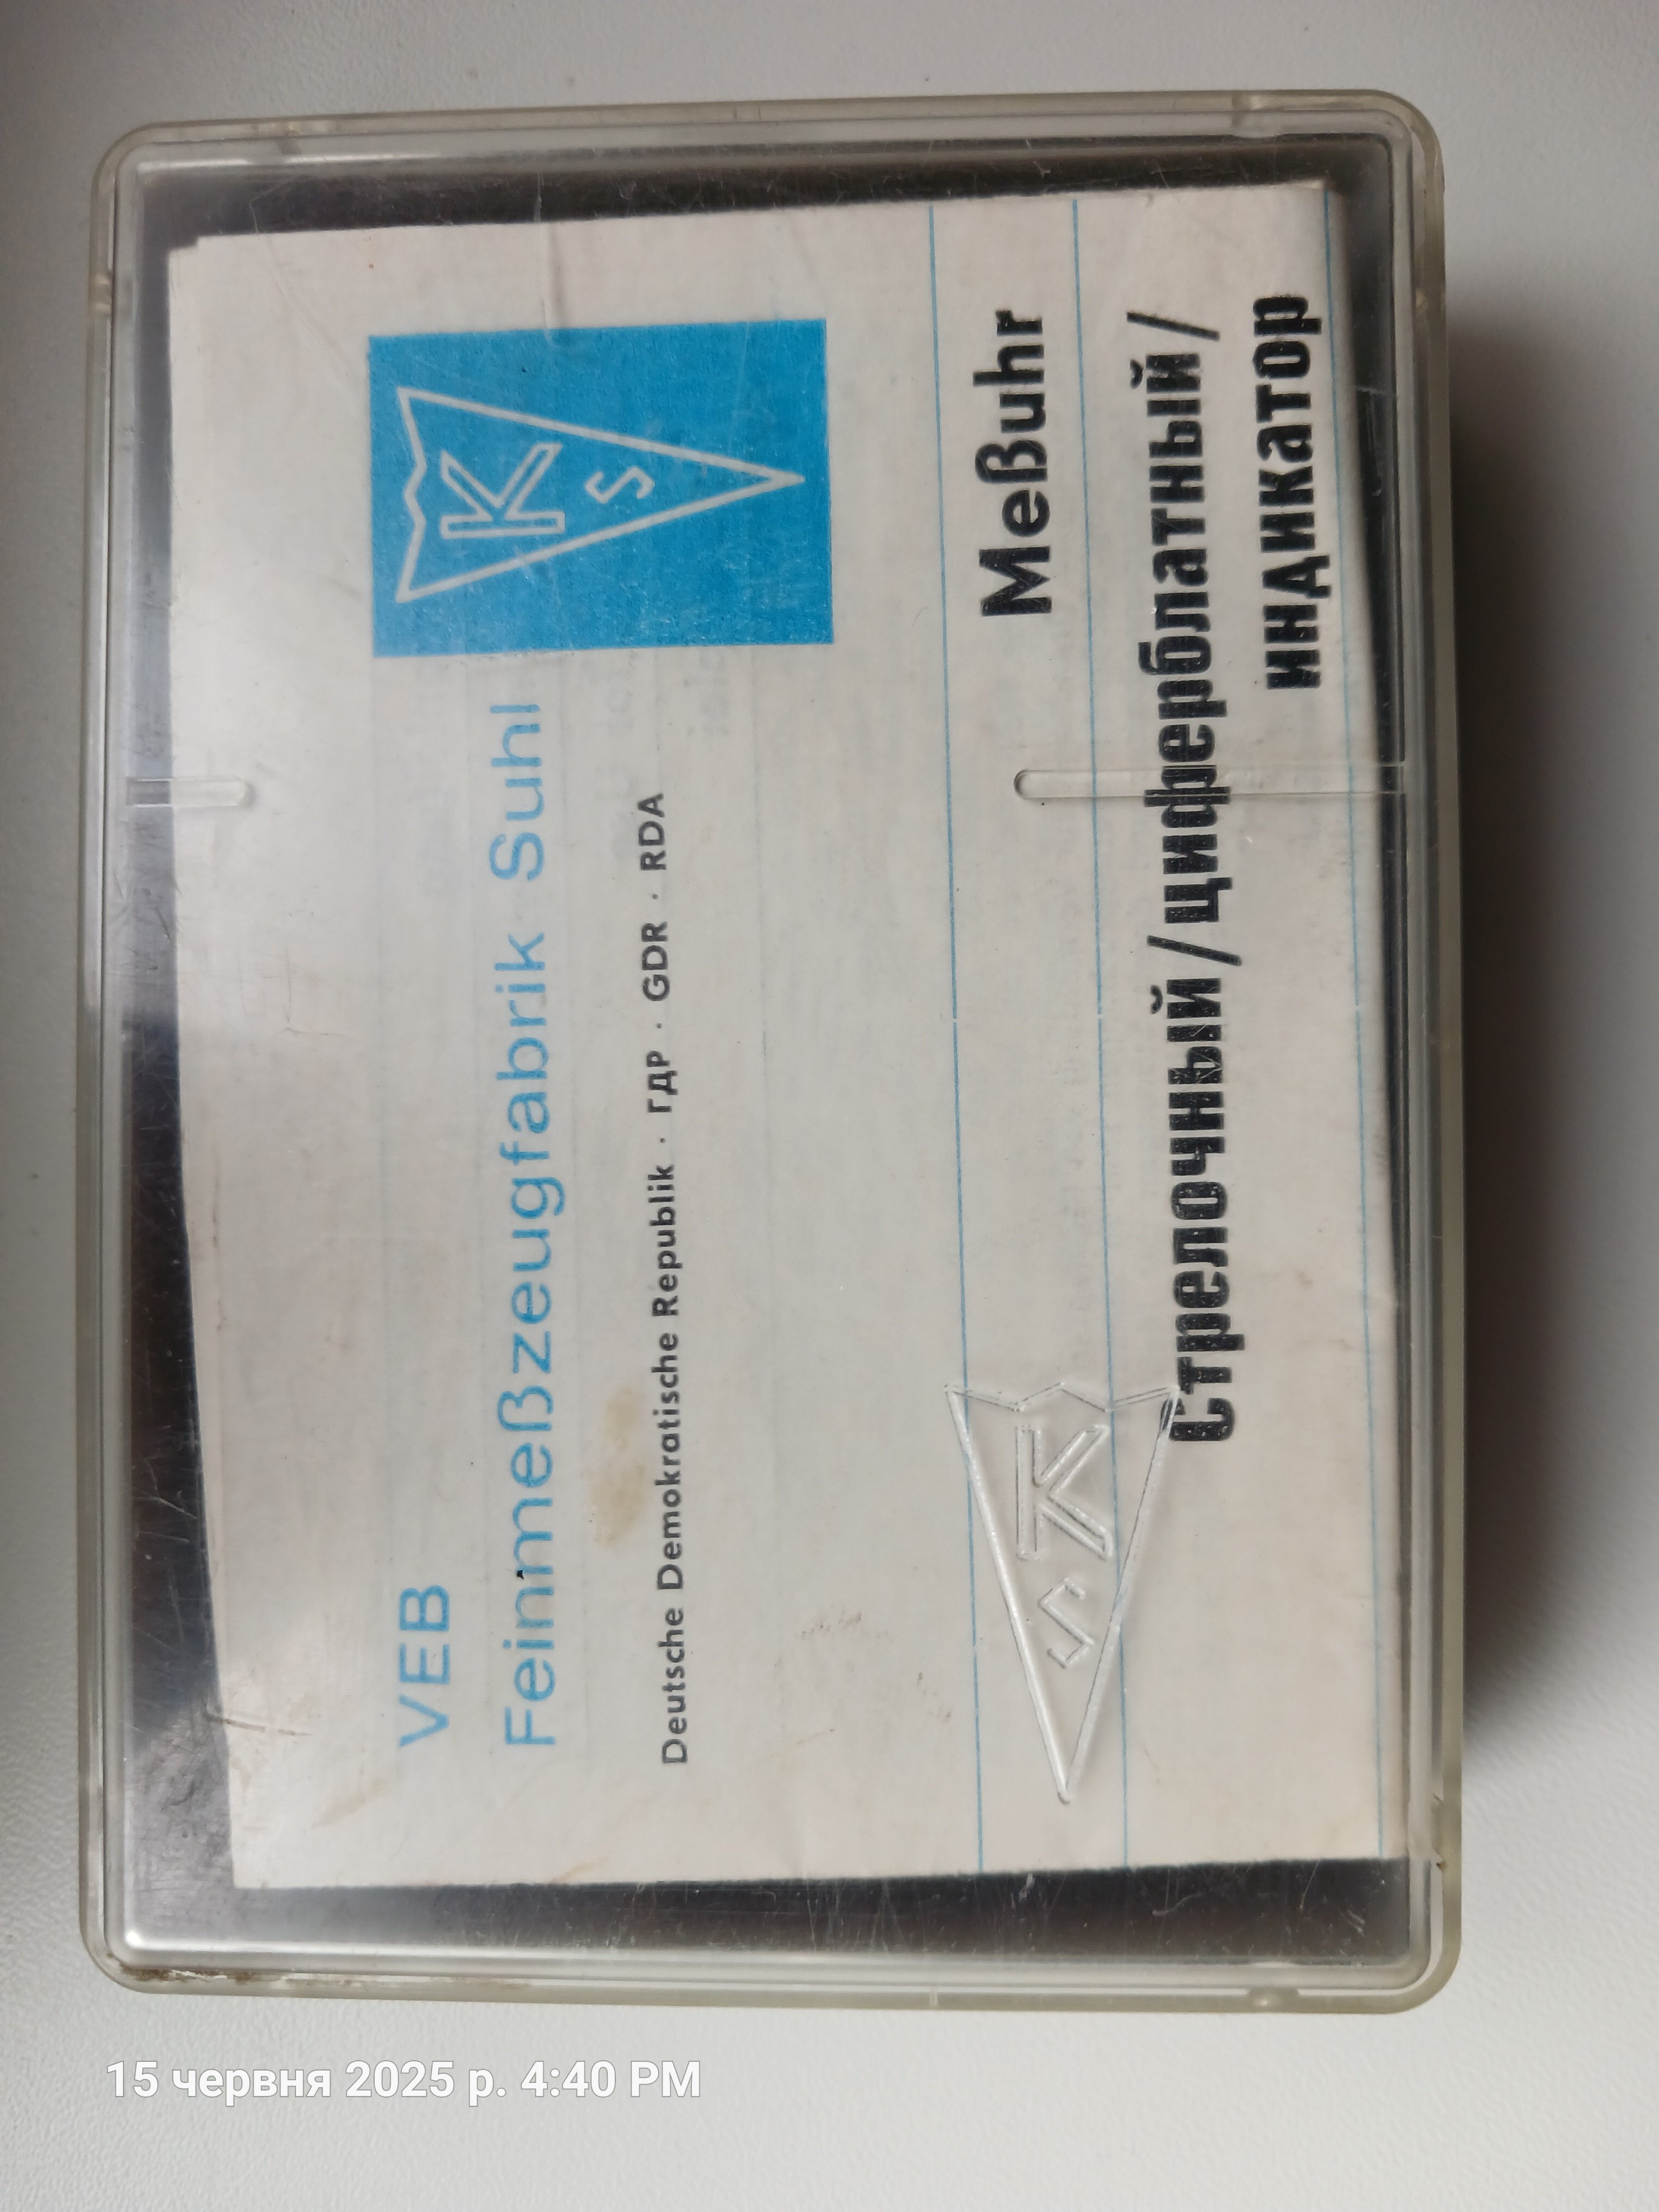 VEB
Feinmeßzeugfabrik Suhl
Deutsche Demokratische Republik · ГДР · GDR · RDA
K
S
Meßuhr
Стрелочный / циферблатный /
индикатор
K
S
15 червня 2025 р. 4:40 PM